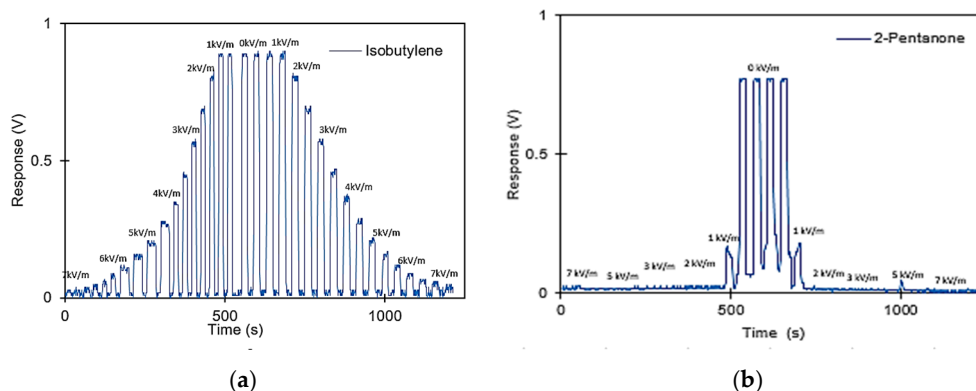 1
0.5
0
Response (V)
Isobutylene
7kV/m
6kV/m
5kV/m
4kV/m
3kV/m
2kV/m
1kV/m
0kV/m
1kV/m
2kV/m
3kV/m
4kV/m
5kV/m
6kV/m
7kV/m
0
500
1000
Time (s)
(a)
1
0.5
0
Response (V)
2-Pentanone
7 kV/m
5 kV/m
3 kV/m
2 kV/m
1 kV/m
0 kV/m
1 kV/m
2 kV/m
3 kV/m
5 kV/m
7 kV/m
0
500
1000
Time (s)
(b)